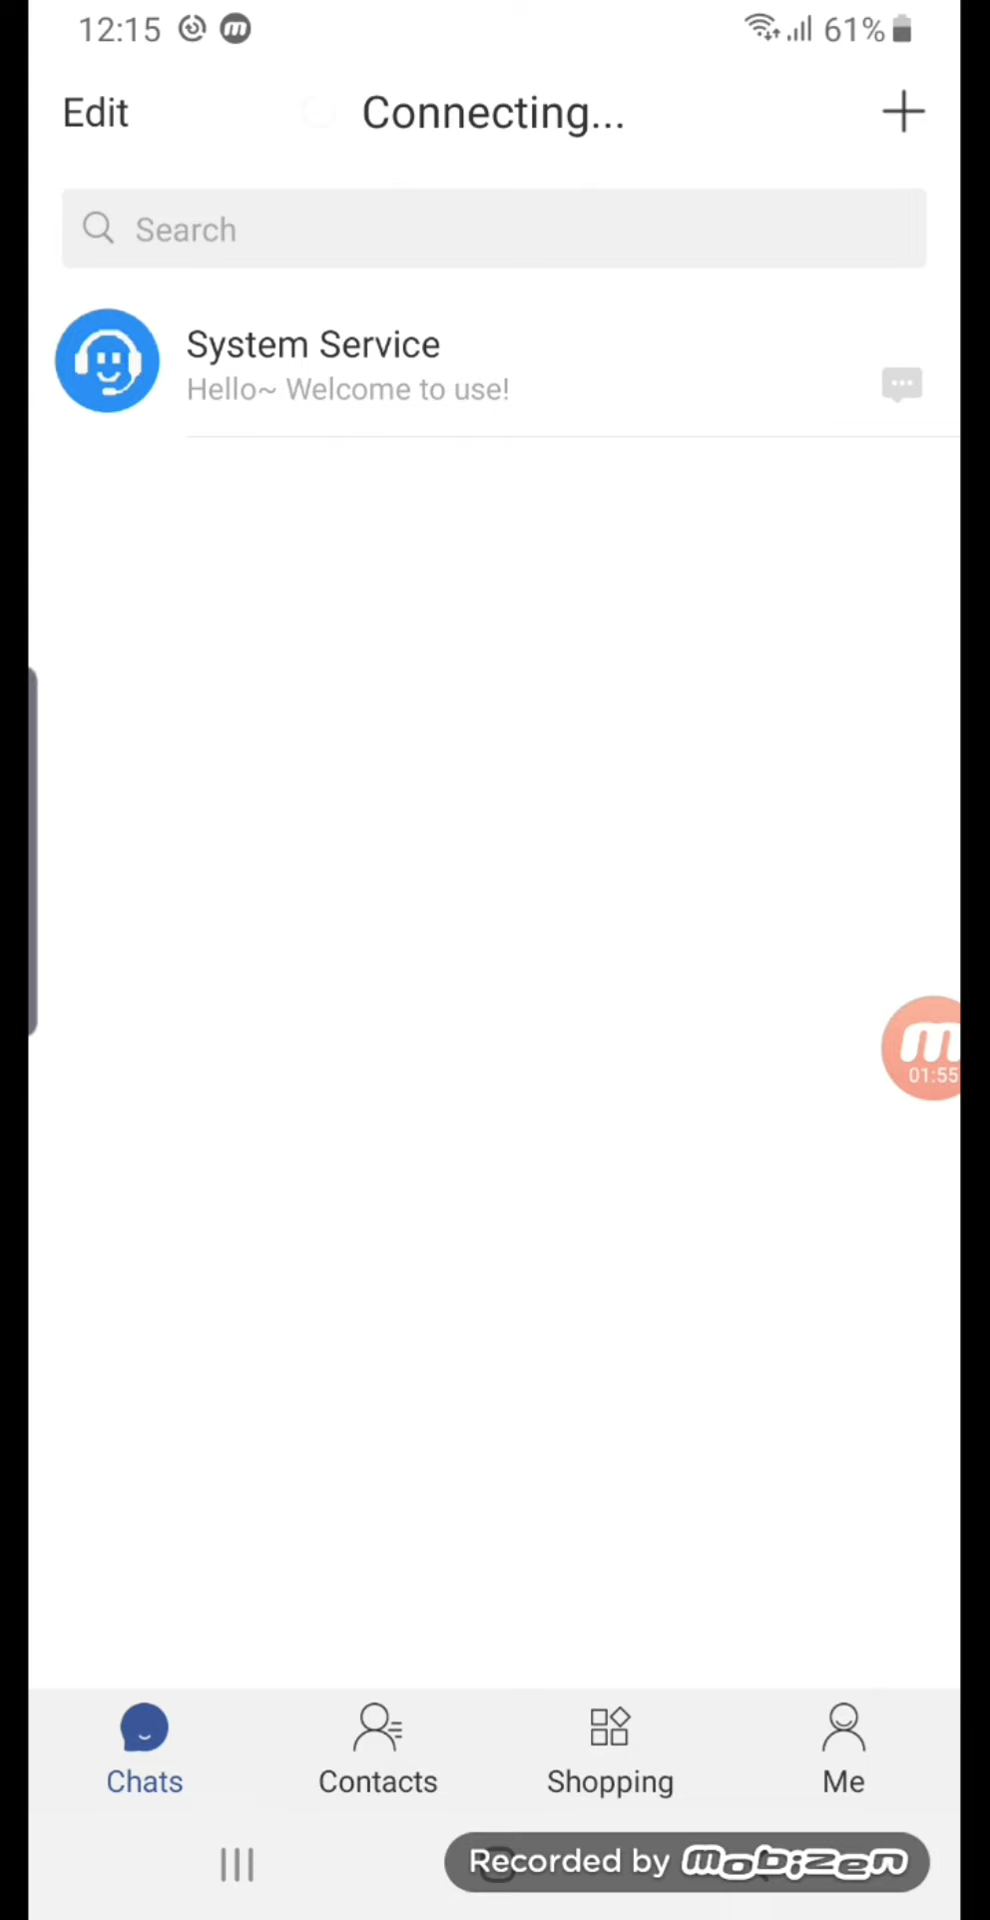 12:15 m 61%
Edit Connecting... +
Search
System Service
Hello~ Welcome to use!
m
01:55
Chats Contacts Shopping Me
Recorded by mobizen